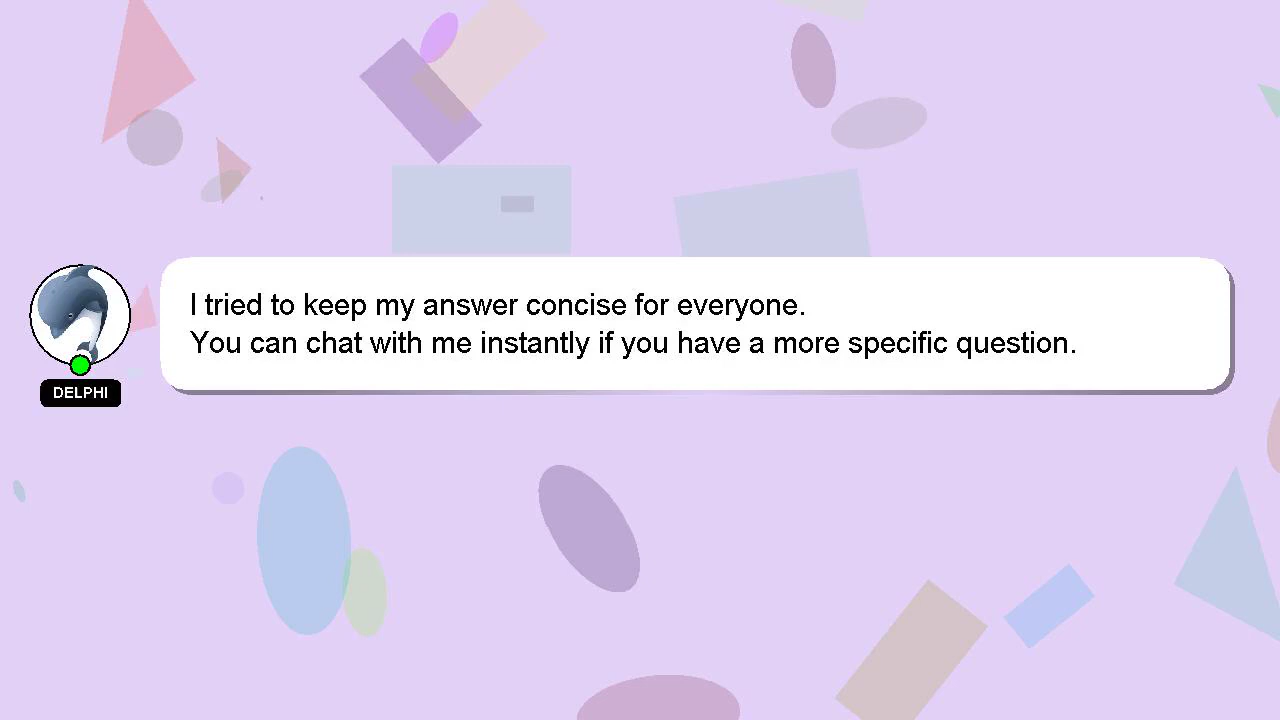 I tried to keep my answer concise for everyone.
You can chat with me instantly if you have a more specific question.
DELPHI